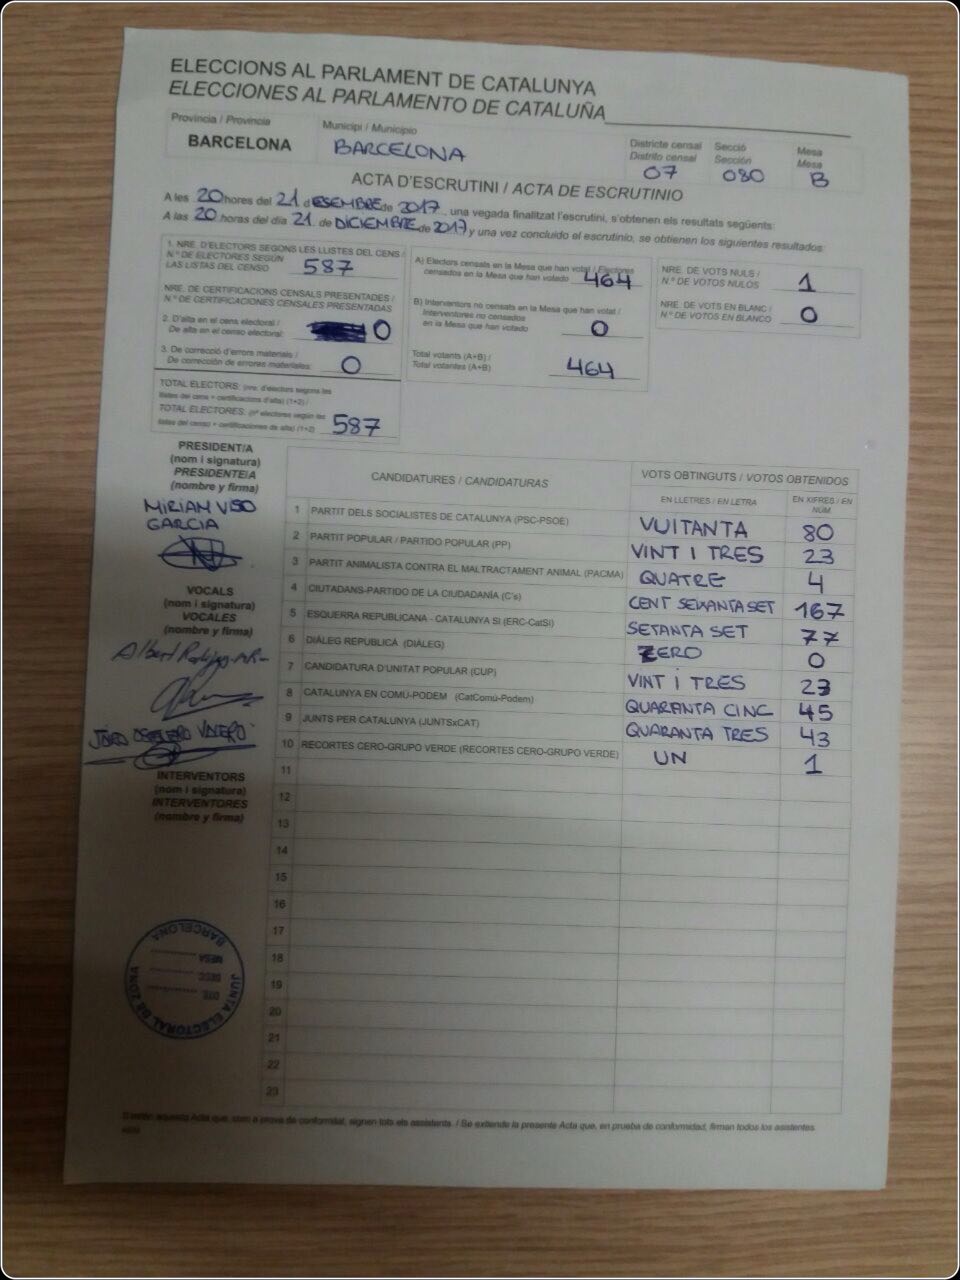 ELECCIONS AL PARLAMENT DE CATALUNYA
ELECCIONES AL PARLAMENTO DE CATALUÑA
Província / Provincia
BARCELONA
Municipi / Municipio
BARCELONA
Districte censal
Distrito censal
07
Secció
Sección
080
Mesa
Mesa
B
ACTA D'ESCRUTINI / ACTA DE ESCRUTINIO
A les 20 hores del 21 d'ESEMBRE de 2017, una vegada finalitzat l'escrutini, s'obtenen els resultats següents:
A las 20 horas del día 21 de DICIEMBRE de 2017 y una vez concluido el escrutinio, se obtienen los siguientes resultados:
1. NRE. D'ELECTORS SEGONS LES LLISTES DEL CENS /
N.º DE ELECTORES SEGÚN
LAS LISTAS DEL CENSO 587
NRE. DE CERTIFICACIONS CENSALS PRESENTADES /
N.º DE CERTIFICACIONES CENSALES PRESENTADAS
2. D'alta en el cens electoral /
De alta en el censo electoral: 0
3. De correcció d'errors materials /
De corrección de errores materiales: 0
TOTAL ELECTORS: (nre. d'electors segons les
llistes del cens + certificacions d'alta) (1+2) /
TOTAL ELECTORES: (nº electores según las
listas del censo + certificaciones de alta) (1+2) 587
A) Electors censats en la Mesa que han votat / Electores
censados en la Mesa que han votado 464
B) Interventors no censats en la Mesa que han votat /
Interventores no censados
en la Mesa que han votado 0
Total votants (A+B) /
Total votantes (A+B) 464
NRE. DE VOTS NULS /
N.º DE VOTOS NULOS 1
NRE. DE VOTS EN BLANC /
N.º DE VOTOS EN BLANCO 0
PRESIDENT/A
(nom i signatura)
PRESIDENTE/A
(nombre y firma)
MIRIAM VISO
GARCIA
VOCALS
(nom i signatura)
VOCALES
(nombre y firma)
Albert
INTERVENTORS
(nom i signatura)
INTERVENTORES
(nombre y firma)
JUNTA ELECTORAL DE ZONA
BARCELONA
DTE
SECC
MESA
CANDIDATURES / CANDIDATURAS
VOTS OBTINGUTS / VOTOS OBTENIDOS
EN LLETRES / EN LETRA
EN XIFRES / EN
NÚM.
1 PARTIT DELS SOCIALISTES DE CATALUNYA (PSC-PSOE) VUITANTA 80
2 PARTIT POPULAR / PARTIDO POPULAR (PP) VINT I TRES 23
3 PARTIT ANIMALISTA CONTRA EL MALTRACTAMENT ANIMAL (PACMA) QUATRE 4
4 CIUTADANS-PARTIDO DE LA CIUDADANÍA (C's) CENT SEIXANTA SET 167
5 ESQUERRA REPUBLICANA - CATALUNYA SI (ERC-CatSI) SETANTA SET 77
6 DIÀLEG REPUBLICÀ (DIÀLEG) ZERO 0
7 CANDIDATURA D'UNITAT POPULAR (CUP) VINT I TRES 23
8 CATALUNYA EN COMÚ-PODEM (CatComú-Podem) QUARANTA CINC 45
9 JUNTS PER CATALUNYA (JUNTSxCAT) QUARANTA TRES 43
10 RECORTES CERO-GRUPO VERDE (RECORTES CERO-GRUPO VERDE) UN 1
11
12
13
14
15
16
17
18
19
20
21
22
23
S'estén aquesta Acta que, com a prova de conformitat, signen tots els assistents. / Se extiende la presente Acta que, en prueba de conformidad, firman todos los asistentes.